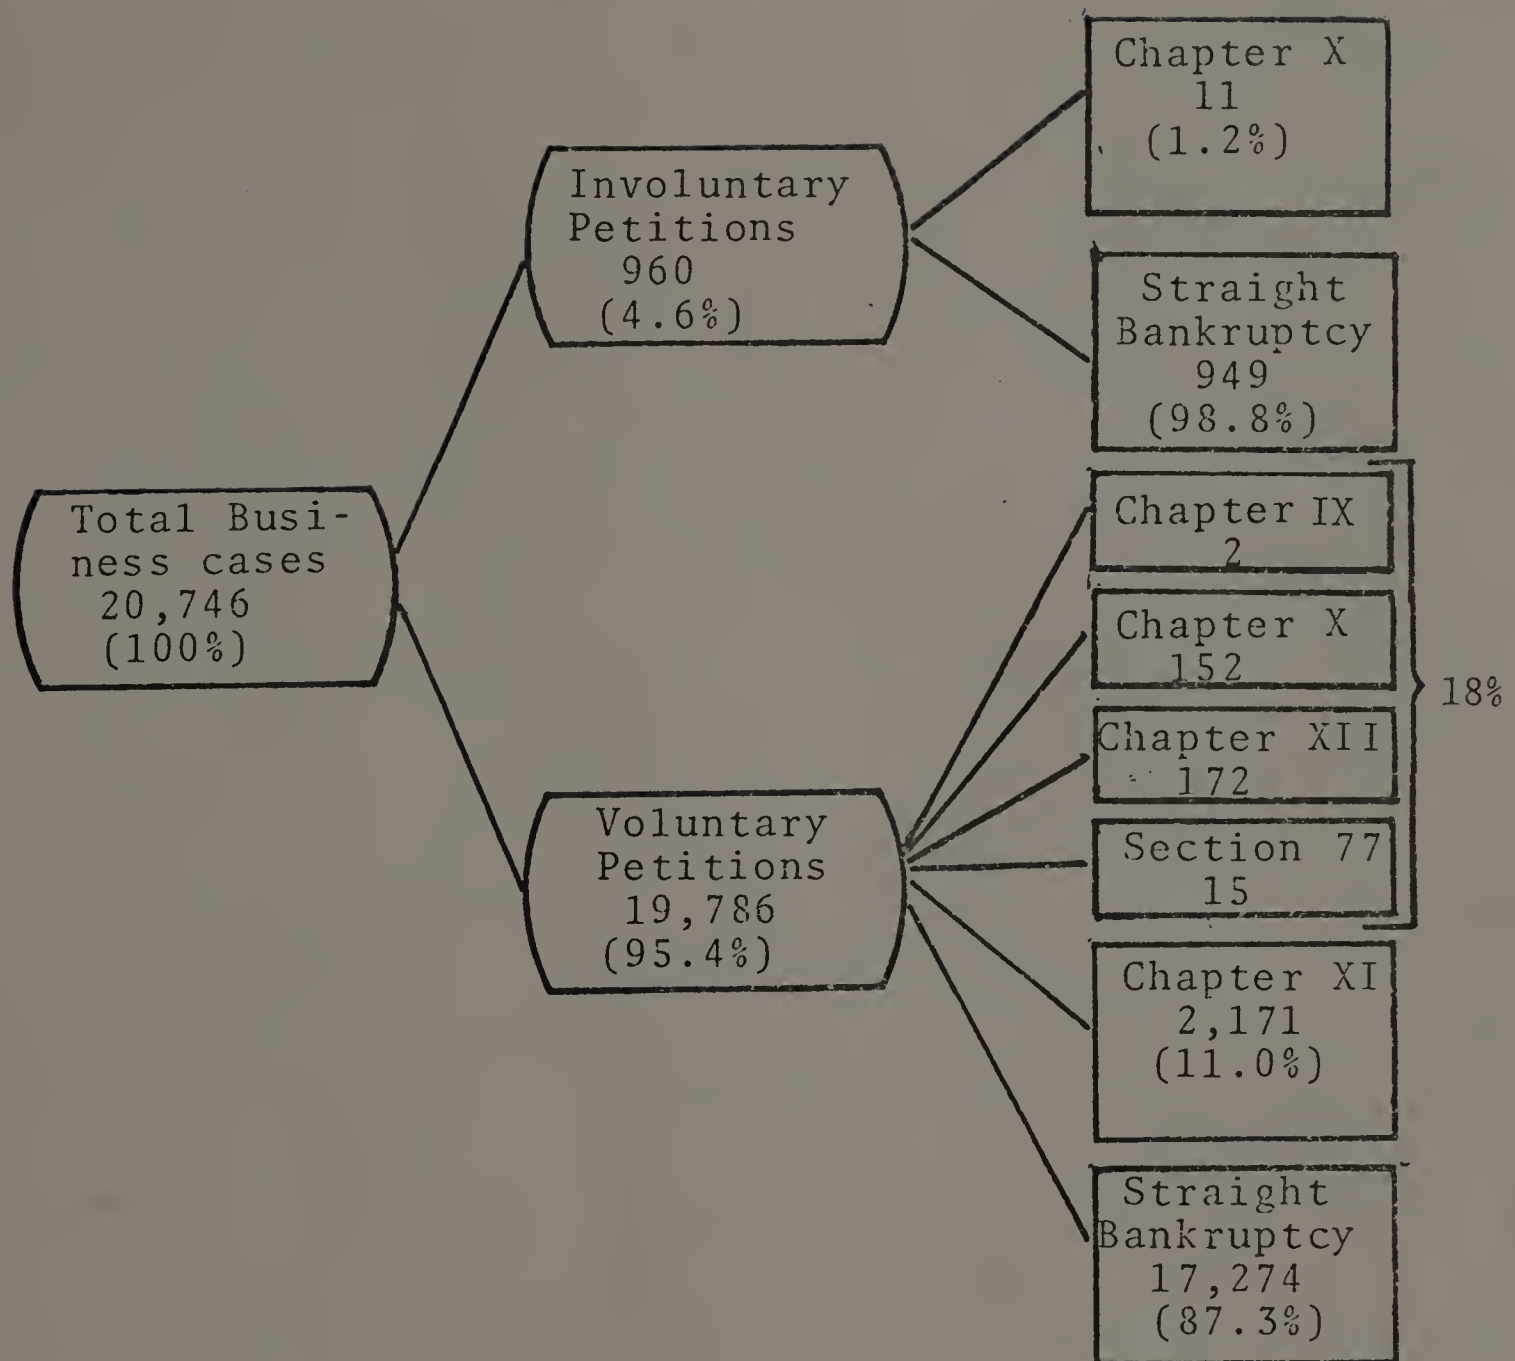 Chapter X
11
(1.2%)
Involuntary
Petitions
960
(4.6%)
Straight
Bankruptcy
949
(98.8%)
Total Busi-
ness cases
20,746
(100%)
Chapter IX
2
Chapter X
152
18%
Chapter XII
172
Section 77
15
Voluntary
Petitions
19,786
(95.4%)
Chapter XI
2,171
(11.0%)
Straight
Bankruptcy
17,274
(87.3%)